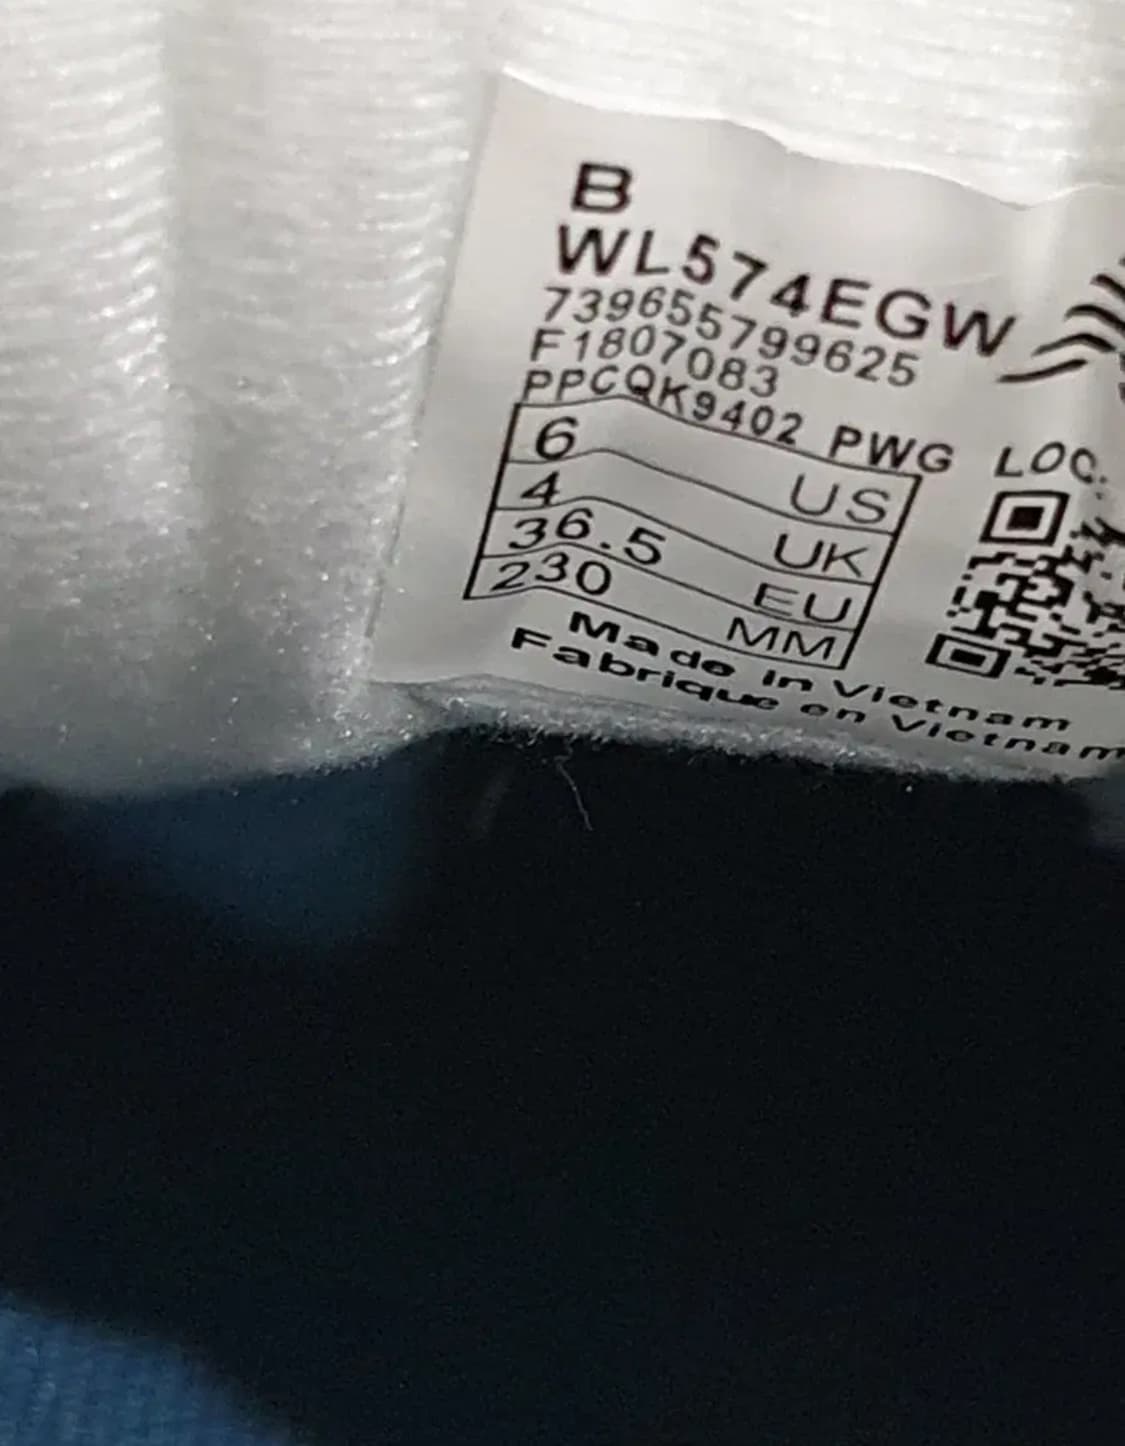 B
WL574EGW
739655799625
F1807083
PPCQK9402 PWG LOC.
6 US
4 UK
36.5 EU
230 MM
Made in Vietnam
Fabrique en Vietnam